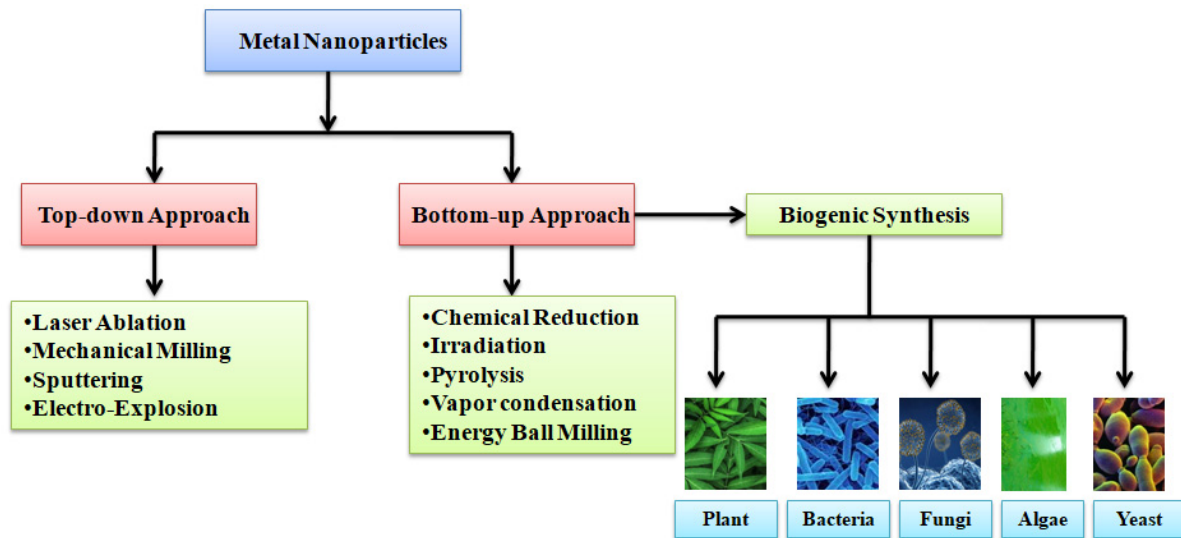 Metal Nanoparticles
Top-down Approach
Bottom-up Approach
Biogenic Synthesis
•Laser Ablation
•Mechanical Milling
•Sputtering
•Electro-Explosion
•Chemical Reduction
•Irradiation
•Pyrolysis
•Vapor condensation
•Energy Ball Milling
Plant
Bacteria
Fungi
Algae
Yeast